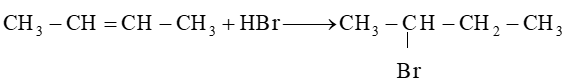 CH₃ – CH = CH – CH₃ + HBr ⟶ CH₃ – CH – CH₂ – CH₃
|
Br